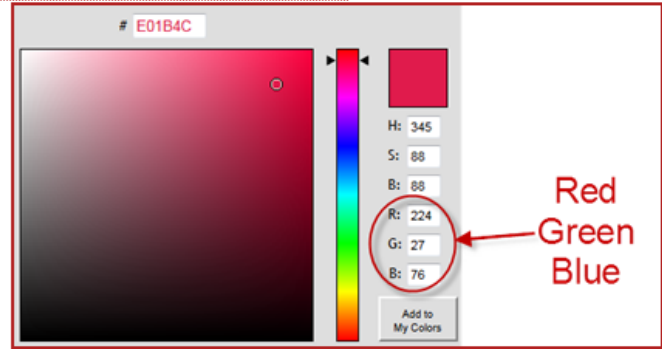 # E01B4C
H: 345
S: 88
B: 88
R: 224
G: 27
B: 76
Add to
My Colors
Red
Green
Blue